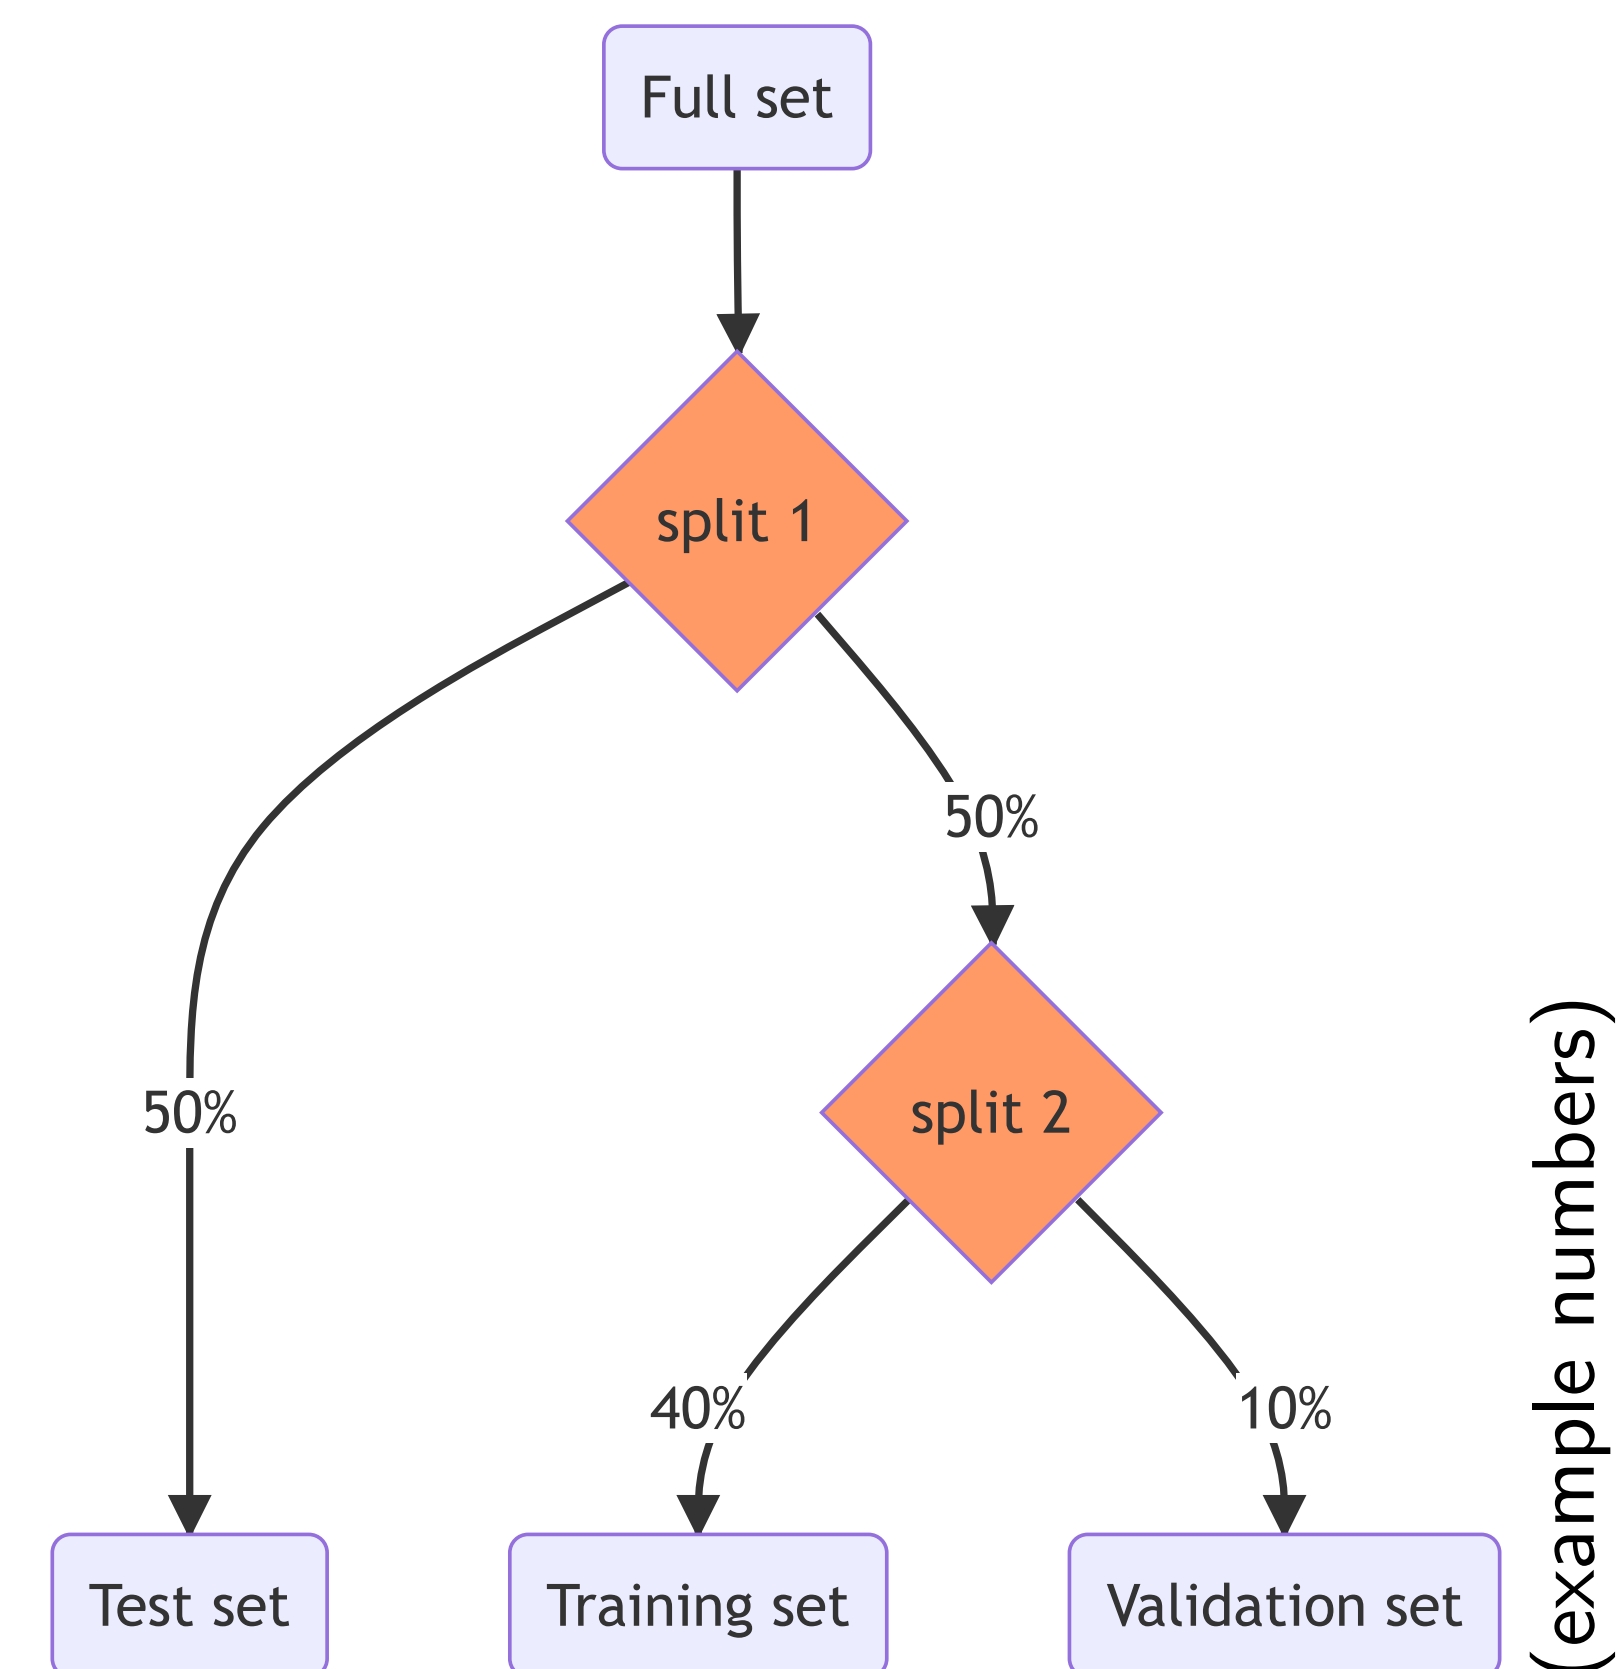 Full set
split 1
50%
split 2
50%
40%
10%
Test set
Training set
Validation set
(example numbers)